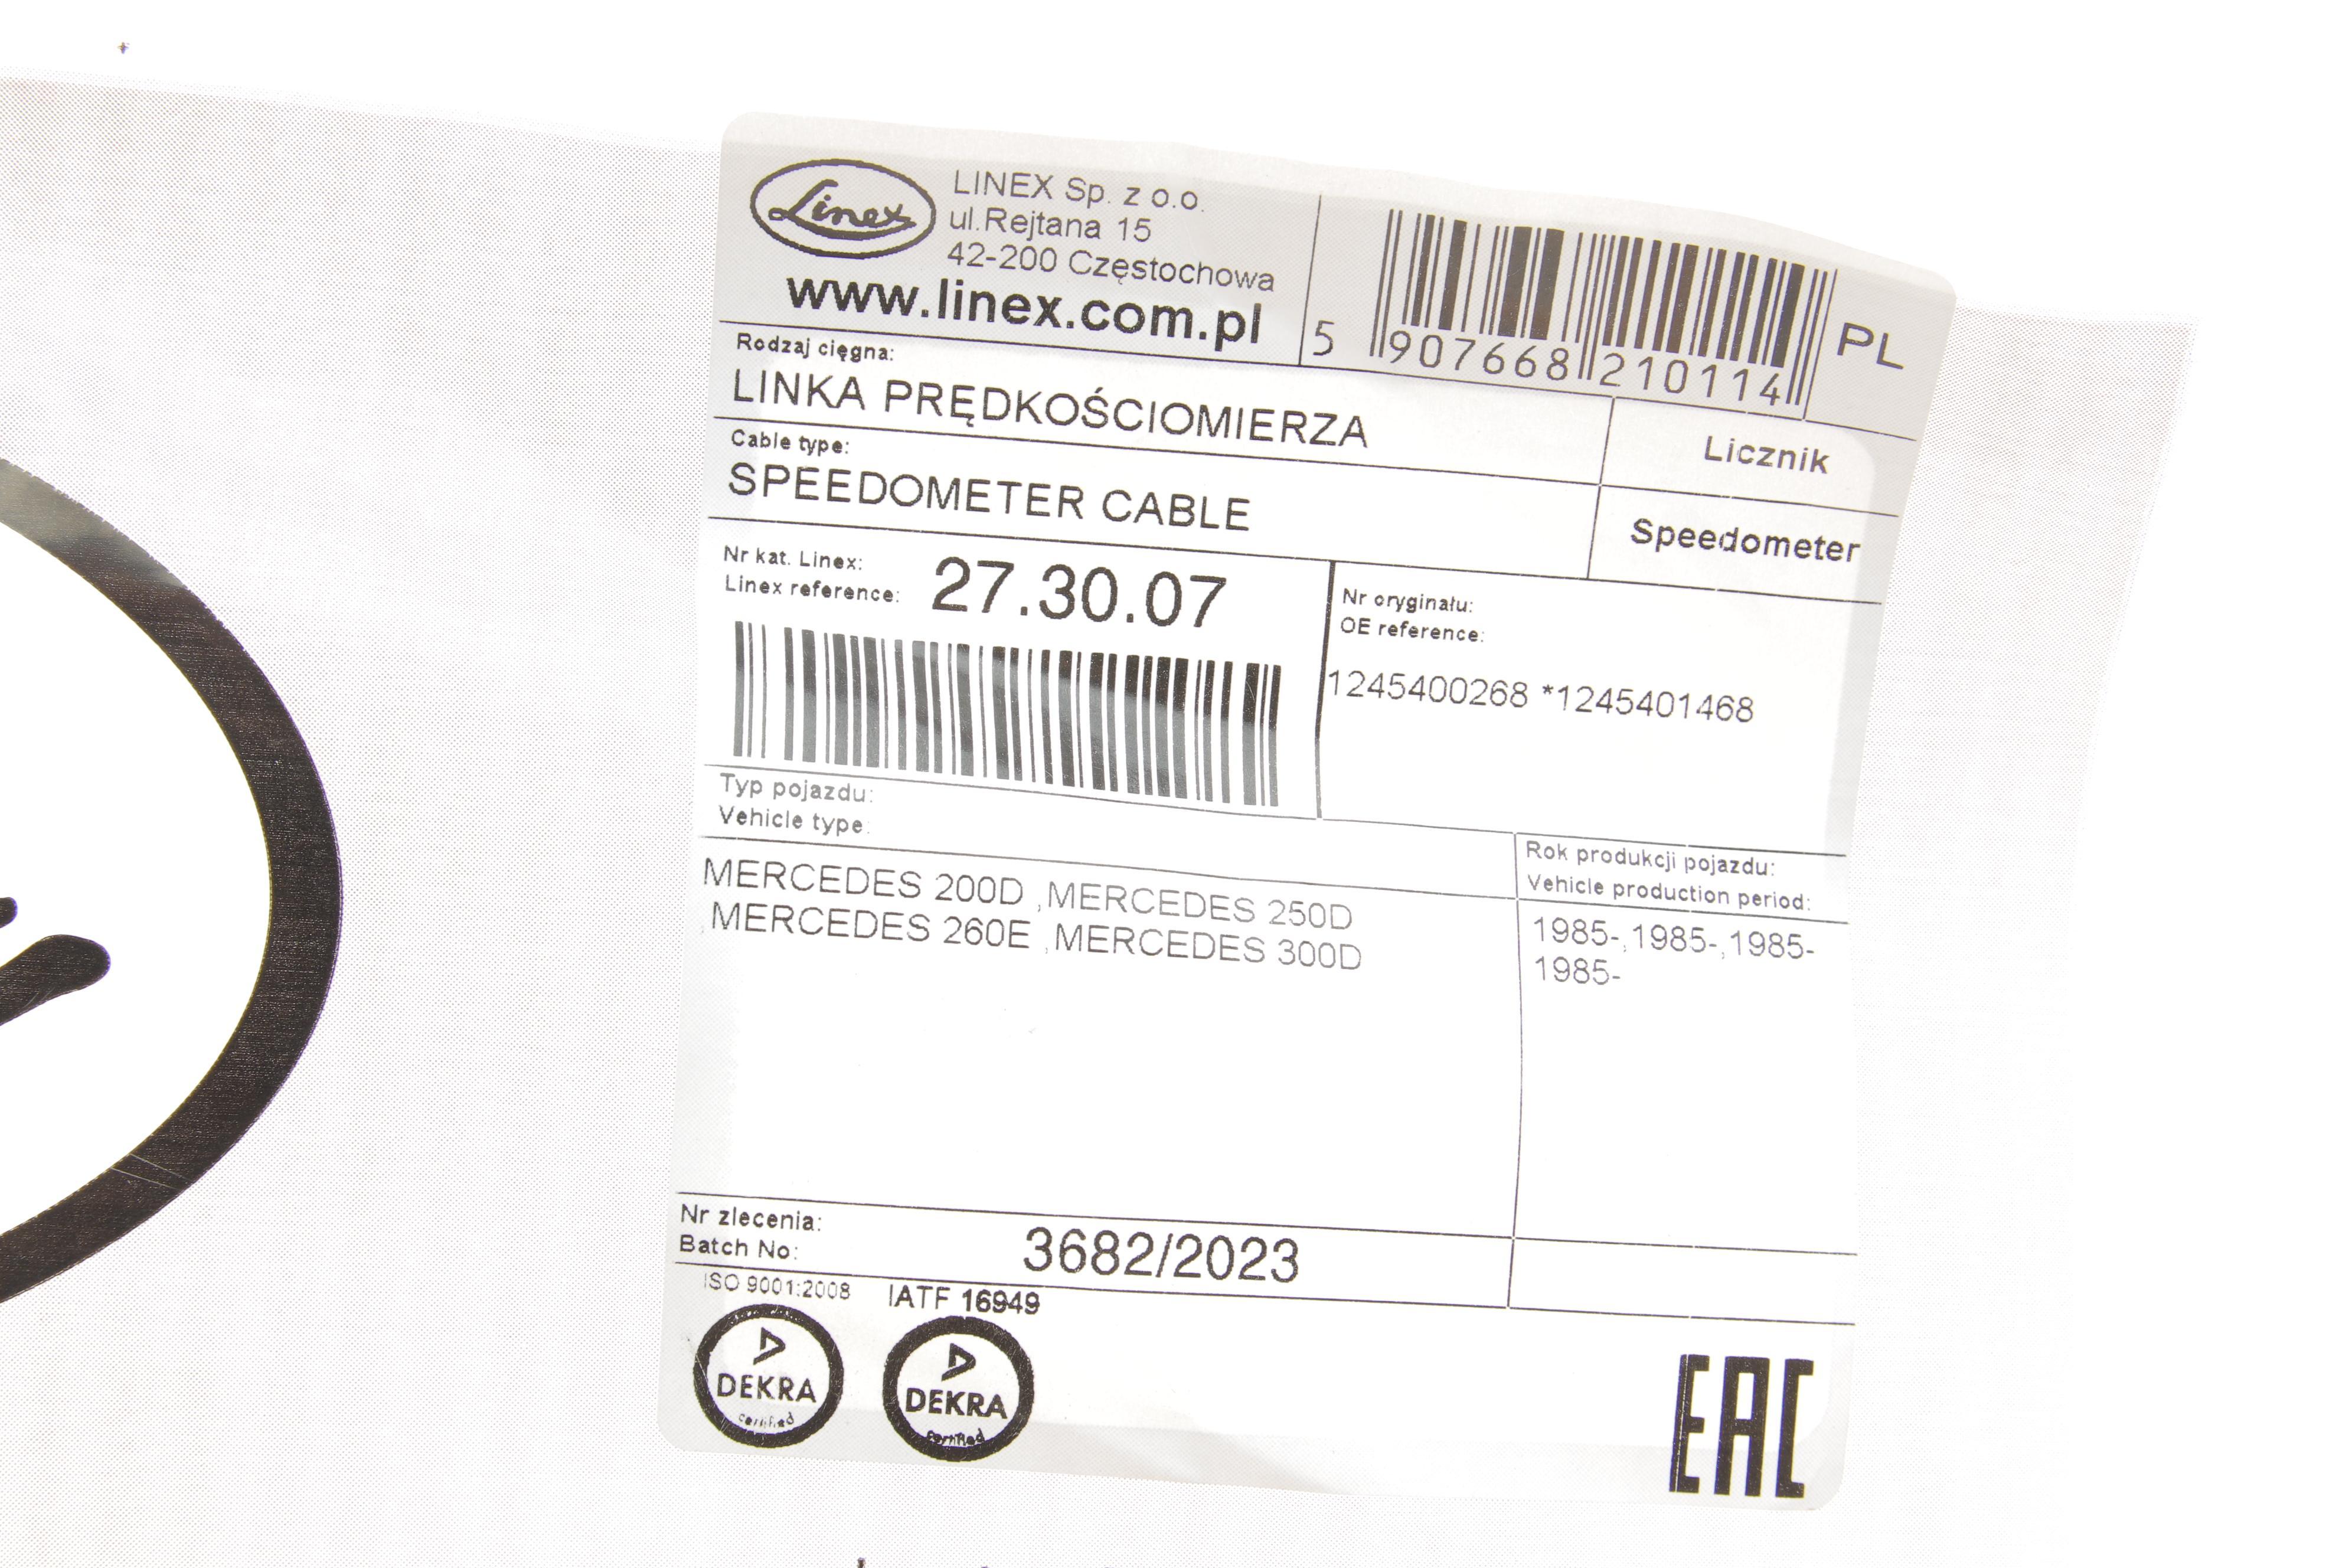 Linex
LINEX Sp. z o.o.
ul.Rejtana 15
42-200 Częstochowa
www.linex.com.pl
5 907668 210114
PL
Rodzaj cięgna:
LINKA PRĘDKOŚCIOMIERZA
Licznik
Cable type:
SPEEDOMETER CABLE
Speedometer
Nr kat. Linex:
Linex reference:
27.30.07
Nr oryginału:
OE reference:
1245400268 *1245401468
Typ pojazdu:
Vehicle type:
Rok produkcji pojazdu:
Vehicle production period:
MERCEDES 200D ,MERCEDES 250D
,MERCEDES 260E ,MERCEDES 300D
1985-,1985-,1985-
1985-
Nr zlecenia:
Batch No:
3682/2023
ISO 9001:2008
IATF 16949
DEKRA
certified
DEKRA
certified
EAC